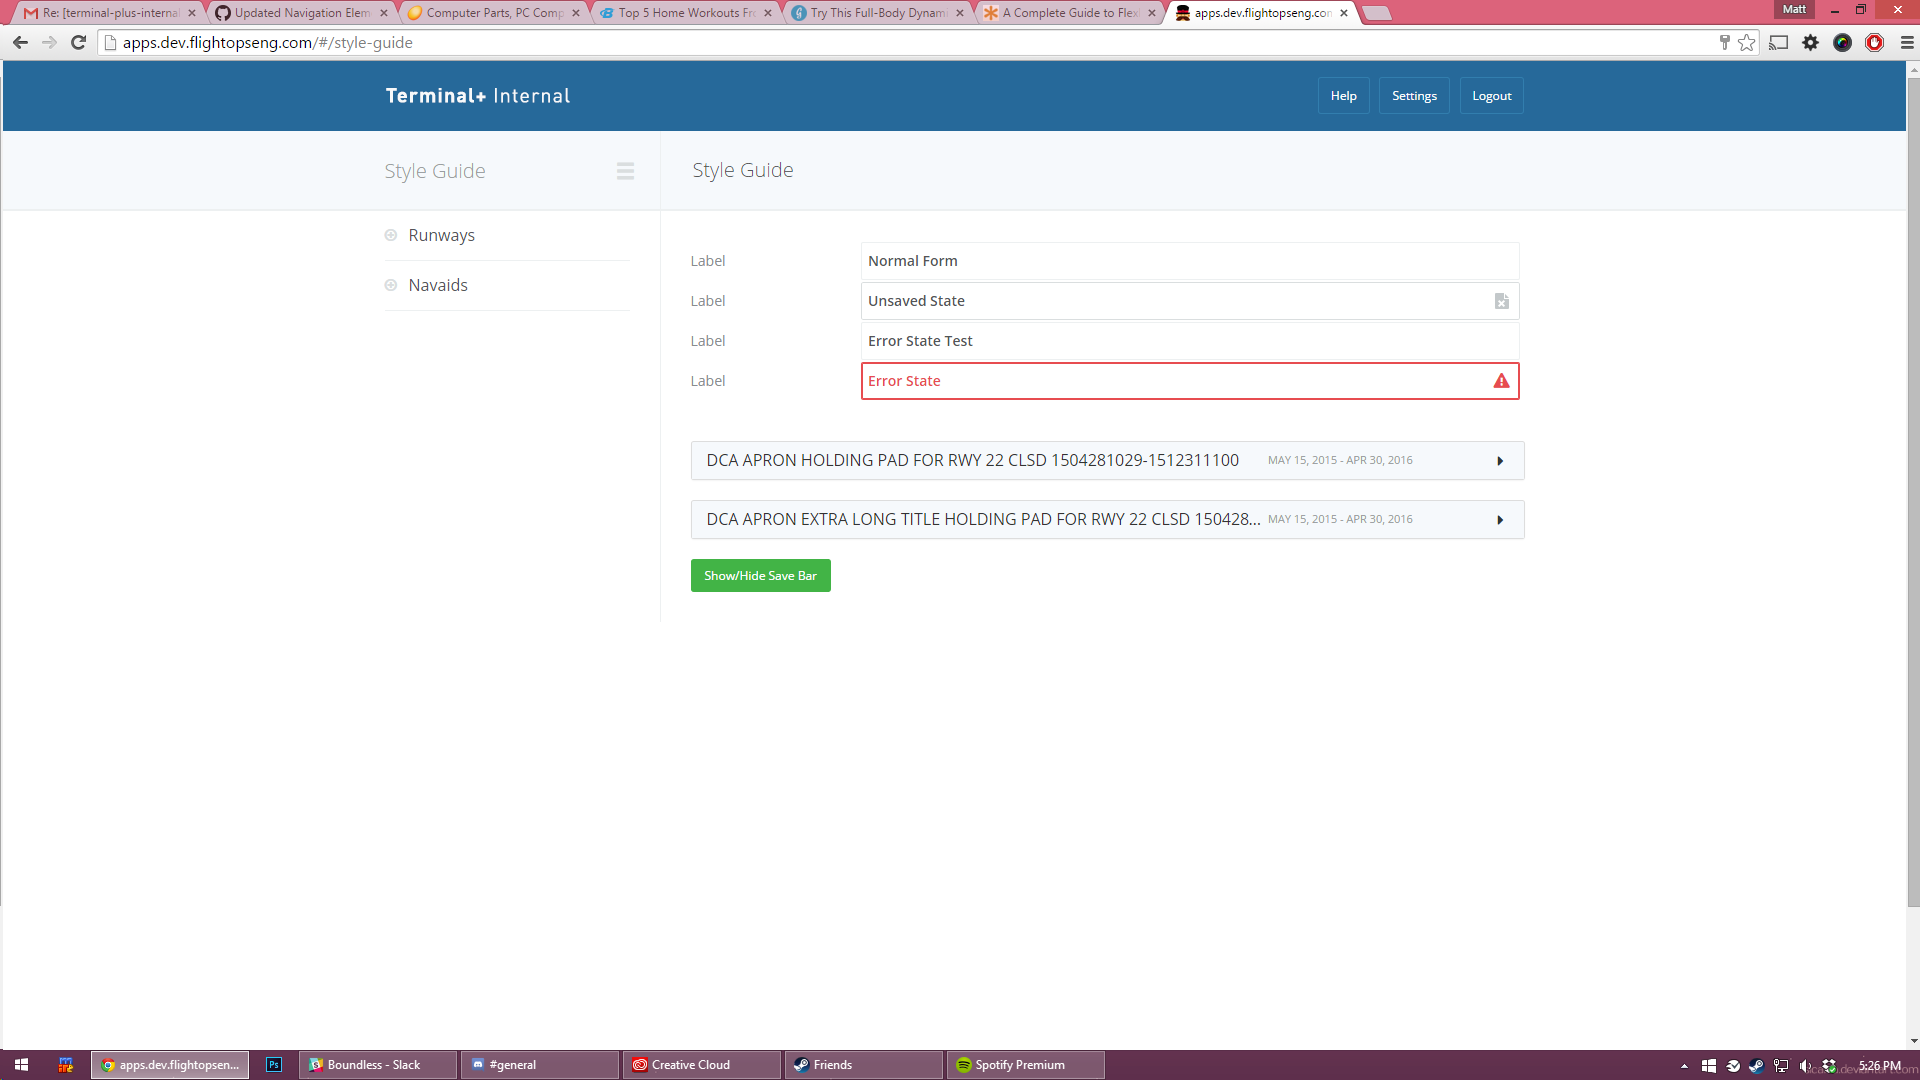 Re: [terminal-plus-interna
Updated Navigation Elem
Computer Parts, PC Comp
Top 5 Home Workouts Fr
Try This Full-Body Dynami
A Complete Guide to Flex
apps.dev.flightopseng.con
Matt
apps.dev.flightopseng.com/#/style-guide
Terminal+ Internal
Help
Settings
Logout
Style Guide
Style Guide
Runways
Navaids
Label
Normal Form
Label
Unsaved State
Label
Error State Test
Label
Error State
DCA APRON HOLDING PAD FOR RWY 22 CLSD 1504281029-1512311100
MAY 15, 2015 - APR 30, 2016
DCA APRON EXTRA LONG TITLE HOLDING PAD FOR RWY 22 CLSD 150428...
MAY 15, 2015 - APR 30, 2016
Show/Hide Save Bar
apps.dev.flightopsen...
Ps
Boundless - Slack
#general
Creative Cloud
Friends
Spotify Premium
5:26 PM